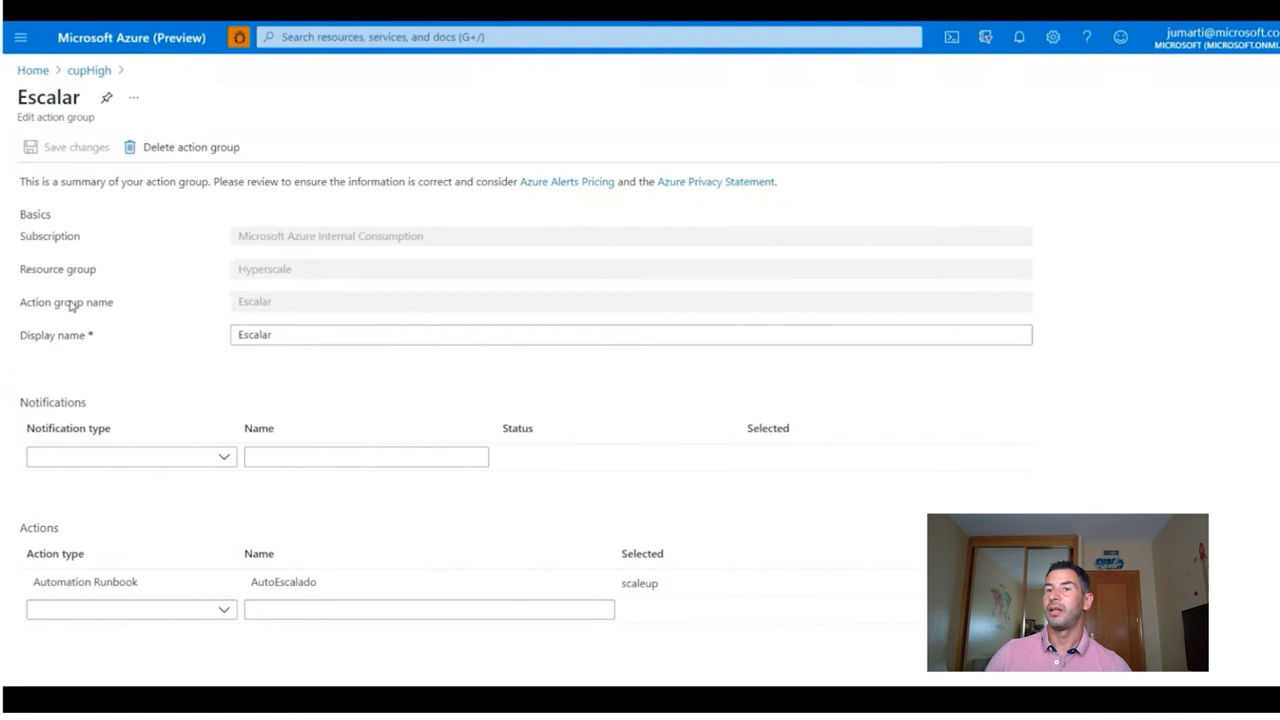 Microsoft Azure (Preview)
Search resources, services, and docs (G+/)
jumarti@microsoft.co
MICROSOFT (MICROSOFT.ONMI
Home > cupHigh >
Escalar
Edit action group
Save changes Delete action group
This is a summary of your action group. Please review to ensure the information is correct and consider Azure Alerts Pricing and the Azure Privacy Statement.
Basics
Subscription Microsoft Azure Internal Consumption
Resource group Hyperscale
Action group name Escalar
Display name * Escalar
Notifications
Notification type Name Status Selected
Actions
Action type Name Selected
Automation Runbook AutoEscalado scaleup